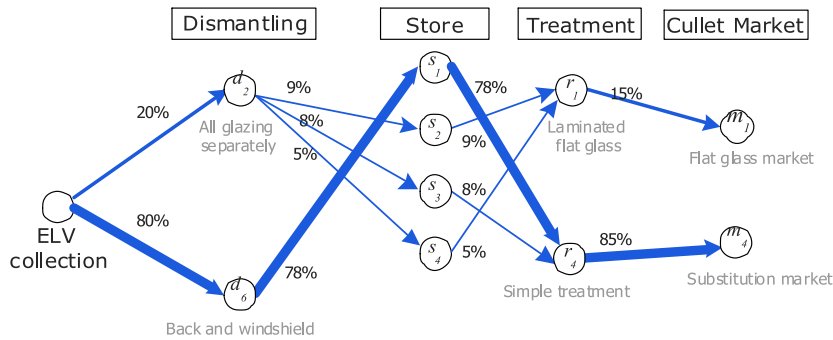 Dismantling
Store
Treatment
Cullet Market
d2
s1
9%
78%
r1
15%
20%
8%
m1
All glazing
separately
s2
Laminated
flat glass
5%
9%
Flat glass market
s3
8%
80%
ELV
collection
s4
m4
78%
5%
r4
85%
d6
Simple treatment
Substitution market
Back and windshield